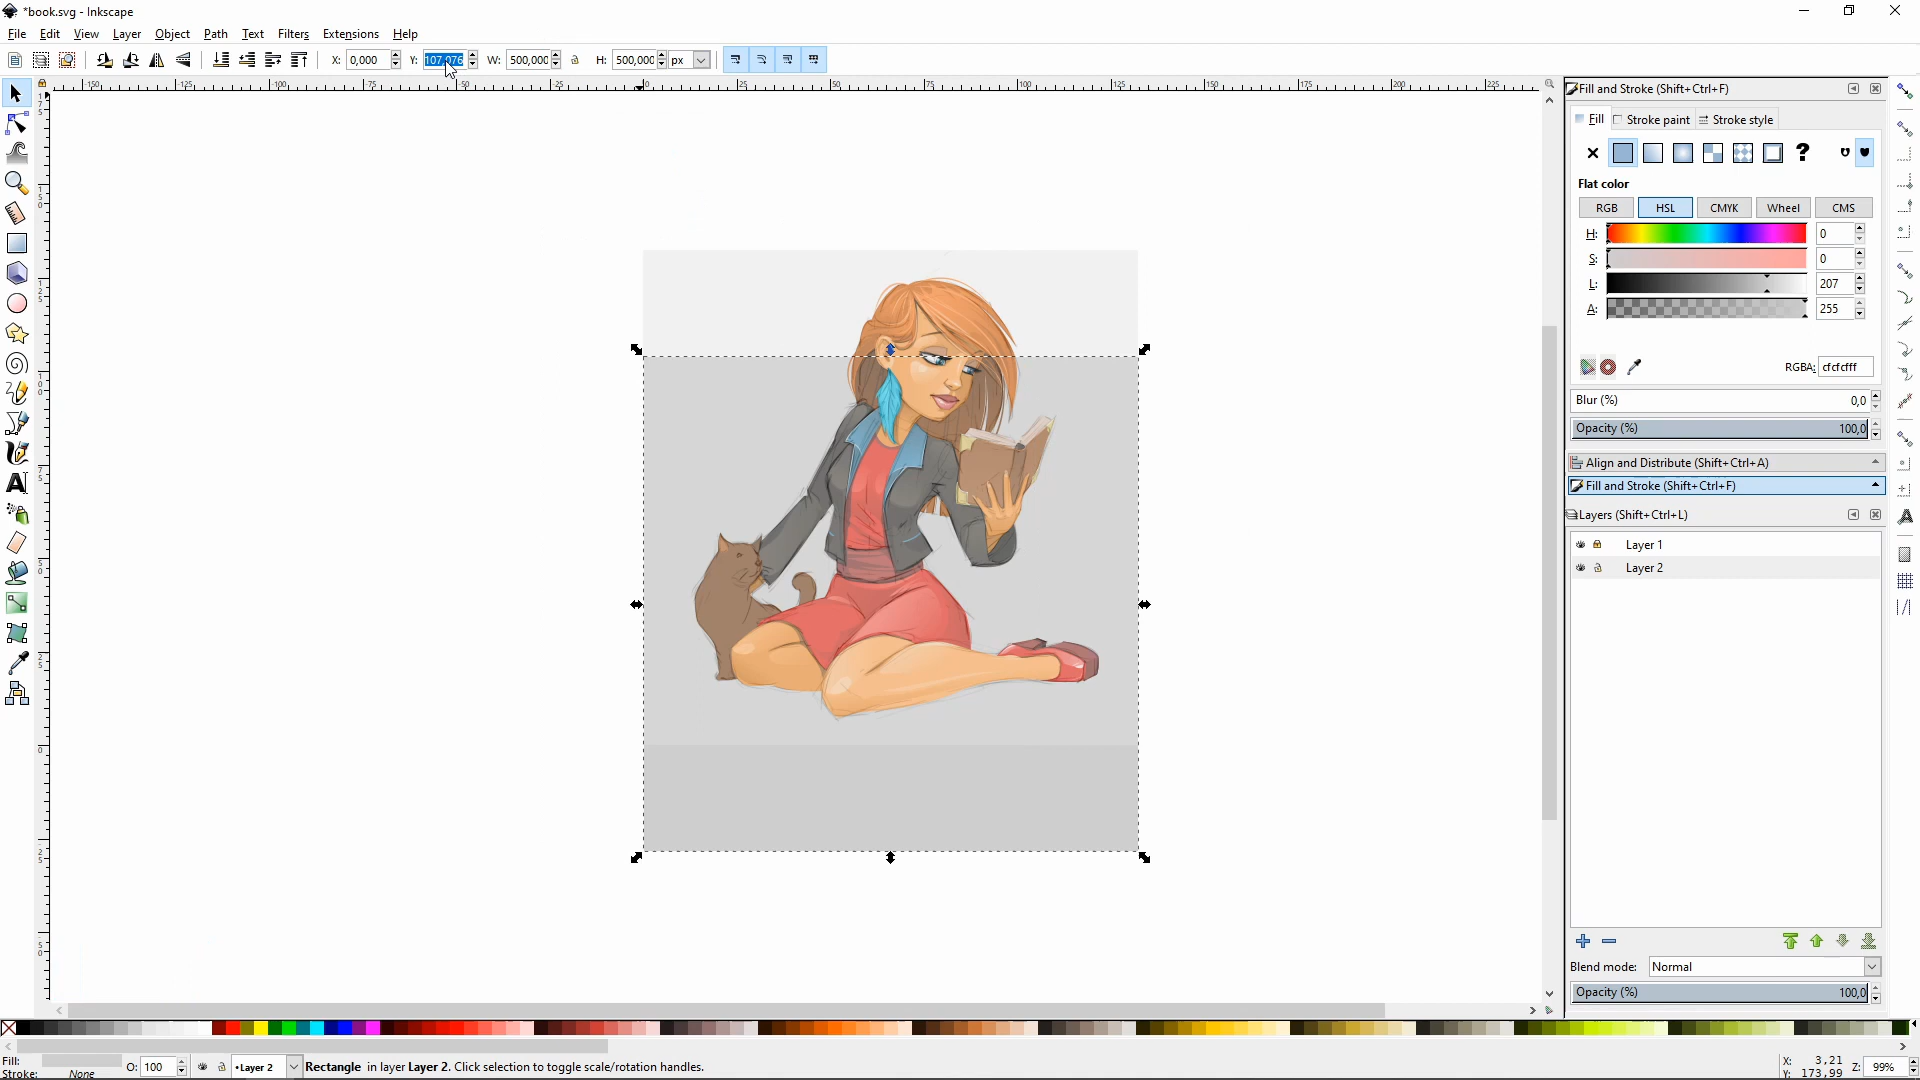 *book.svg - Inkscape
File Edit View Layer Object Path Text Filters Extensions Help
X: 0,000 Y: 107,076 W: 500,000 H: 500,000 px
Fill and Stroke (Shift+Ctrl+F)
Fill Stroke paint Stroke style
Flat color
RGB HSL CMYK Wheel CMS
H: 0
S: 0
L: 207
A: 255
RGBA: cfcfcfff
Blur (%) 0,0
Opacity (%) 100,0
Align and Distribute (Shift+Ctrl+A)
Fill and Stroke (Shift+Ctrl+F)
Layers (Shift+Ctrl+L)
Layer 1
Layer 2
Blend mode: Normal
Opacity (%) 100,0
Fill:
Stroke: None
O: 100
•Layer 2
Rectangle in layer Layer 2. Click selection to toggle scale/rotation handles.
X: 3,21
Y: 173,99
Z: 99%